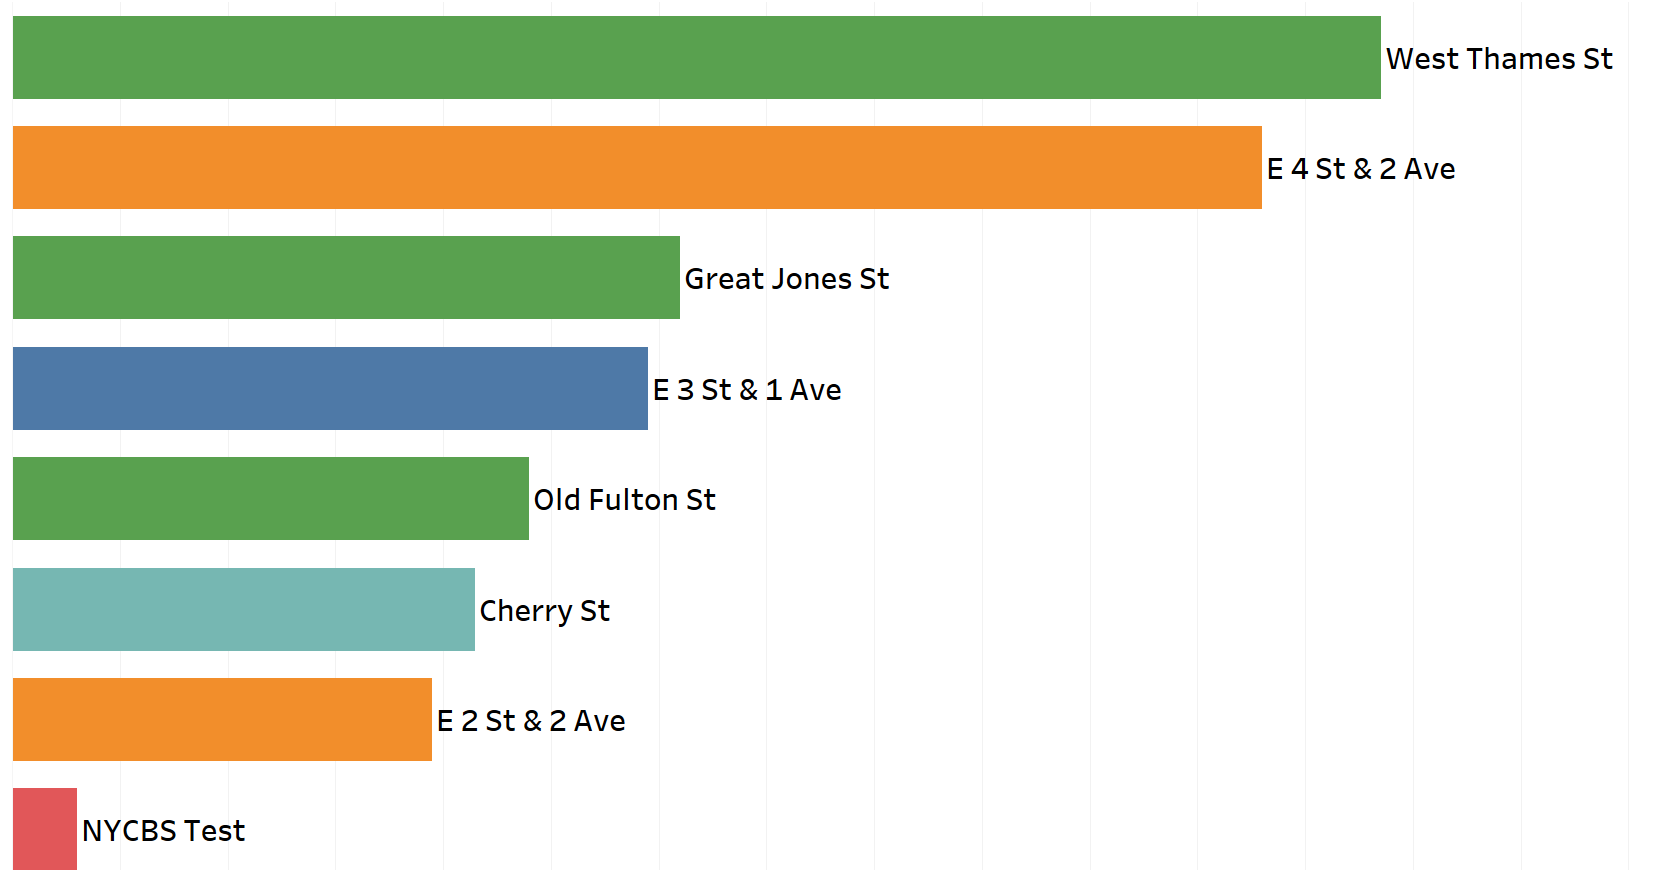 West Thames St
E 4 St & 2 Ave
Great Jones St
E 3 St & 1 Ave
Old Fulton St
Cherry St
E 2 St & 2 Ave
NYCBS Test